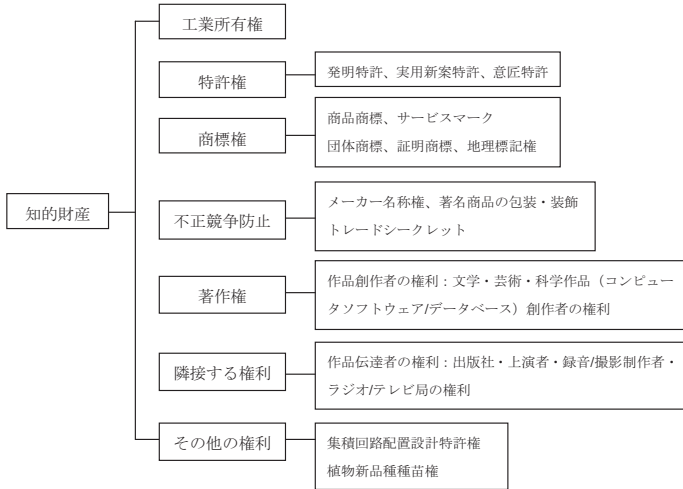 工業所有権
特許権
発明特許、実用新案特許、意匠特許
商標権
商品商標、サービスマーク
団体商標、証明商標、地理標記権
知的財産
不正競争防止
メーカー名称権、著名商品の包装・装飾
トレードシークレット
著作権
作品創作者の権利：文学・芸術・科学作品（コンピュー
タソフトウェア/データベース）創作者の権利
隣接する権利
作品伝達者の権利：出版社・上演者・録音/撮影制作者・
ラジオ/テレビ局の権利
その他の権利
集積回路配置設計特許権
植物新品種種苗権